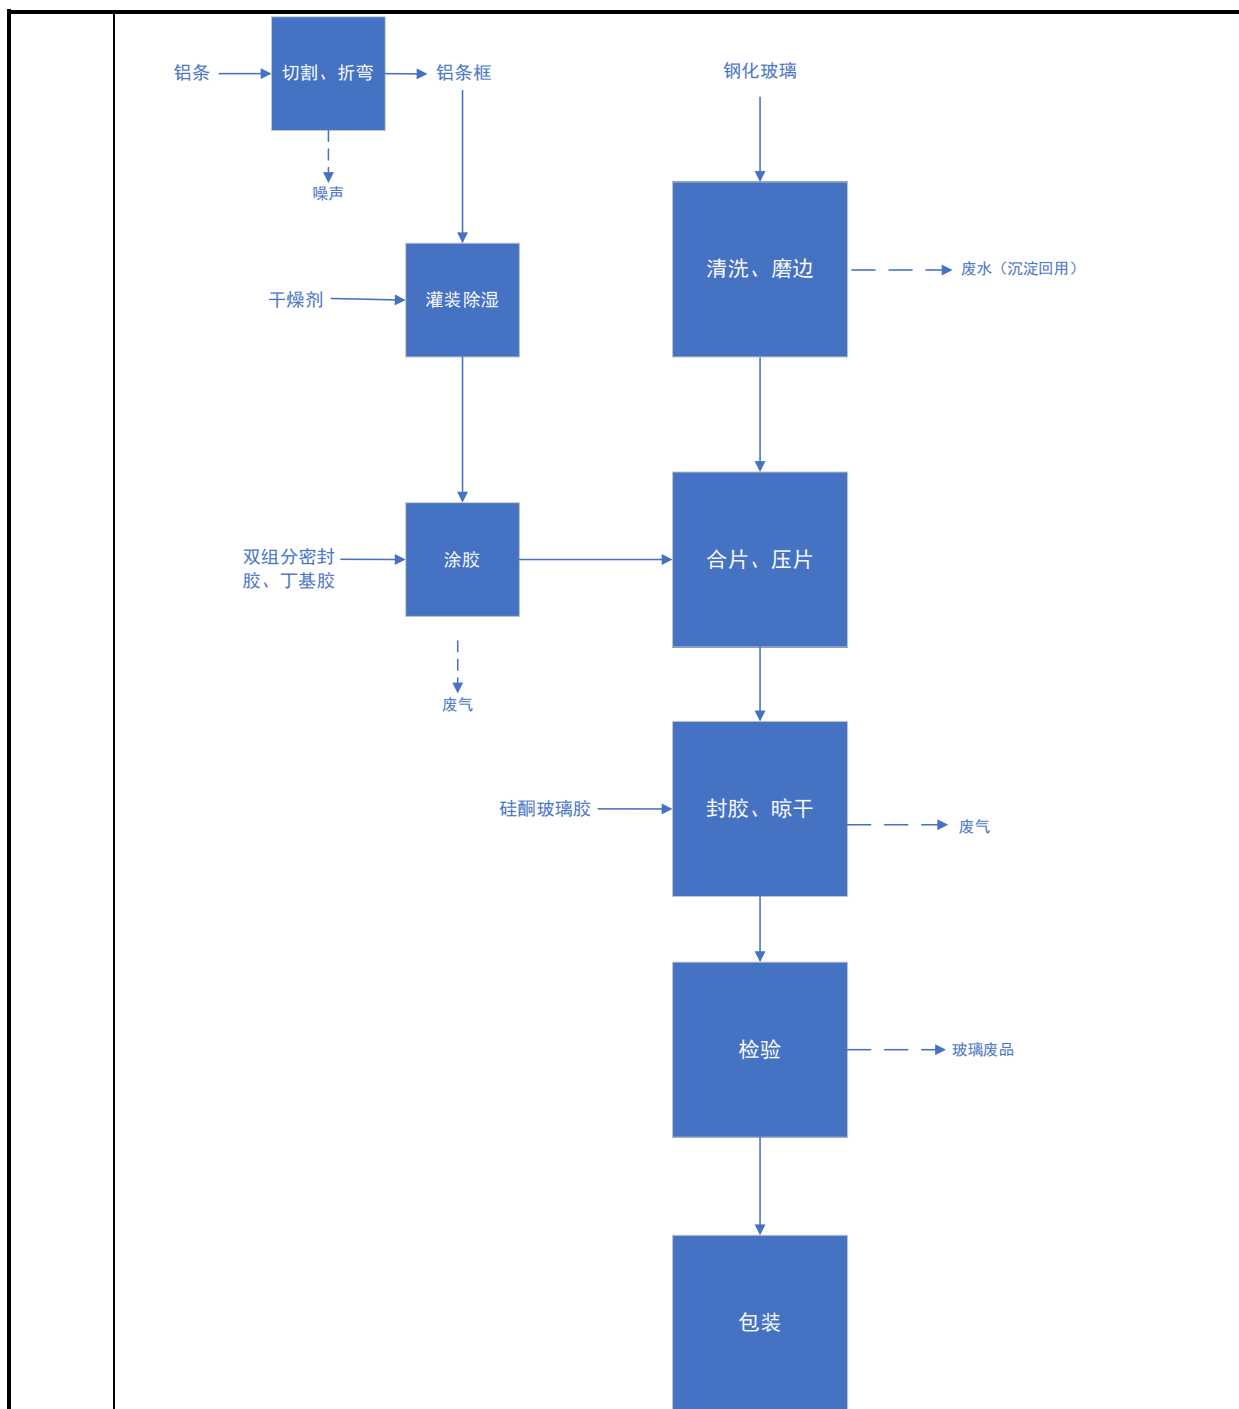 铝条
切割、折弯
铝条框
钢化玻璃
噪声
清洗、磨边
废水（沉淀回用）
干燥剂
灌装除湿
双组分密封
胶、丁基胶
涂胶
合片、压片
废气
硅酮玻璃胶
封胶、晾干
废气
检验
玻璃废品
包装